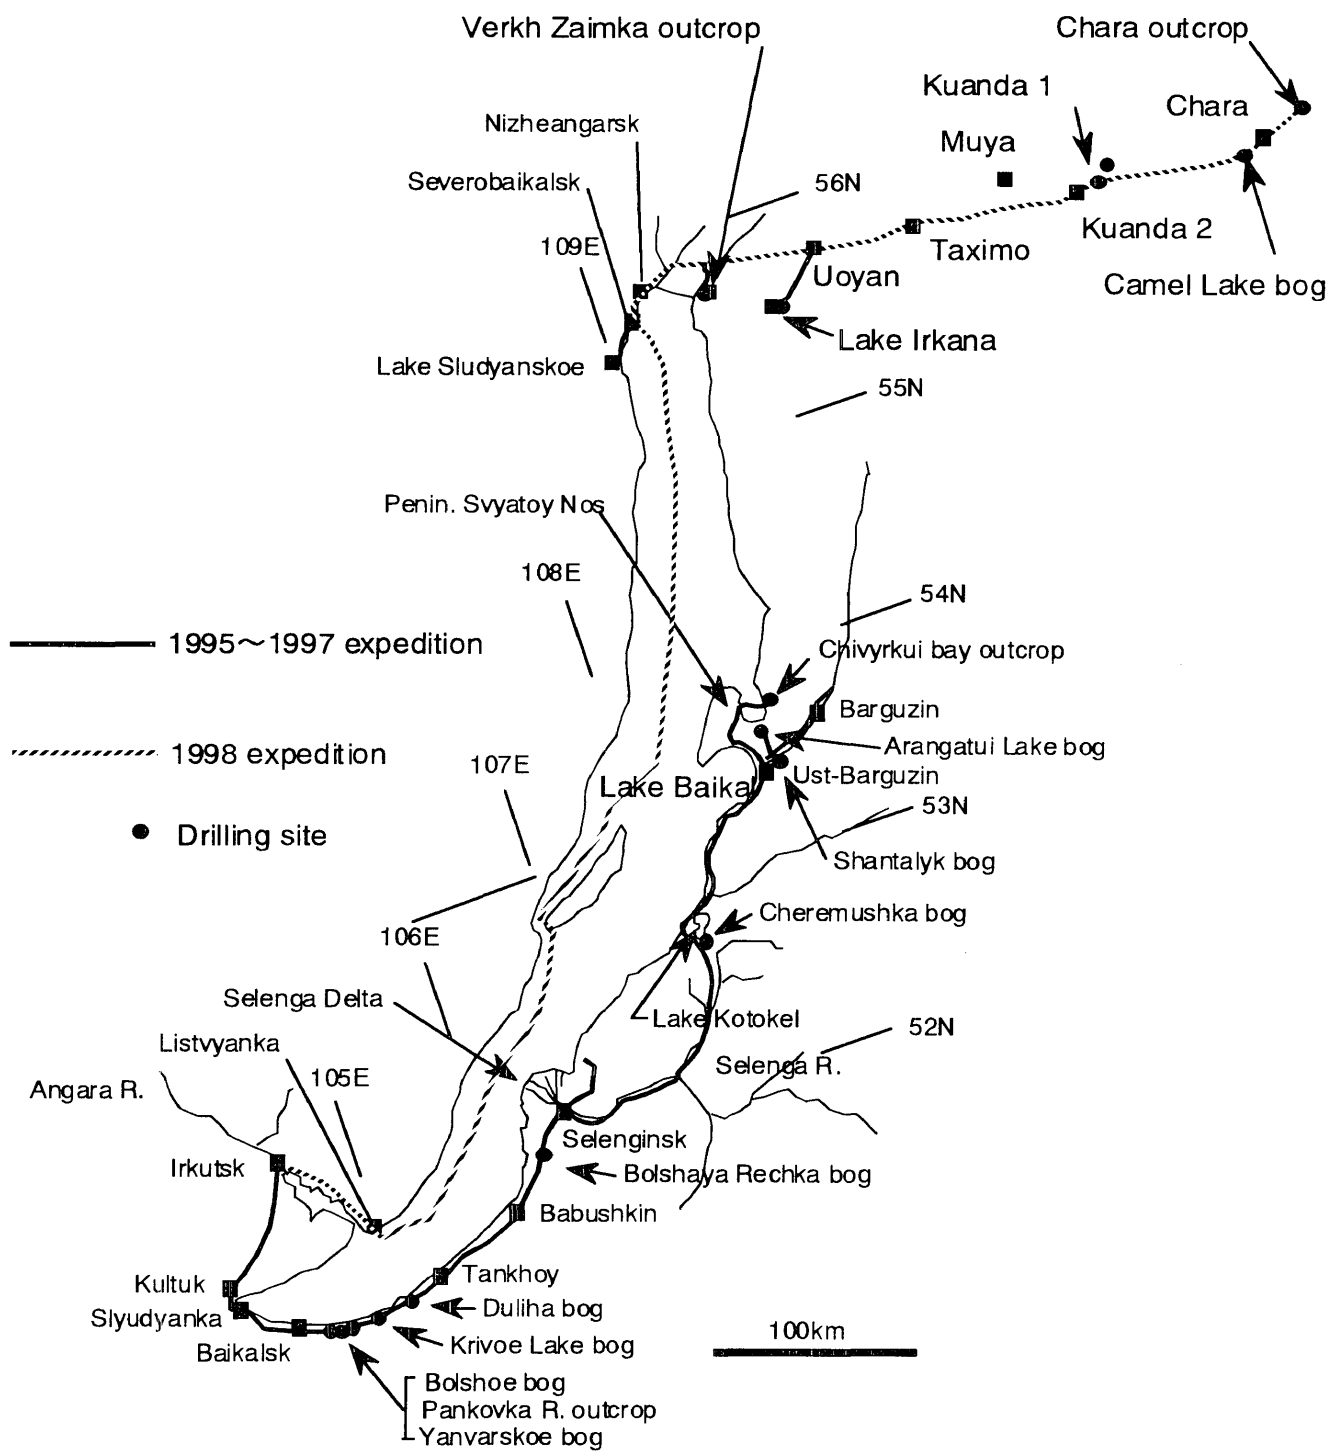 Verkh Zaimka outcrop
Chara outcrop
Kuanda 1
Chara
Nizheangarsk
Muya
Severobaikalsk
56N
109E
Kuanda 2
Taximo
Uoyan
Camel Lake bog
Lake Irkana
Lake Sludyanskoe
55N
Penin. Svyatoy Nos
108E
54N
1995~1997 expedition
Chivyrkui bay outcrop
Barguzin
1998 expedition
Arangatui Lake bog
107E
Ust-Barguzin
Lake Baikal
53N
Drilling site
Shantalyk bog
Cheremushka bog
106E
Selenga Delta
Lake Kotokel
52N
Listvyanka
Selenga R.
105E
Angara R.
Selenginsk
Irkutsk
Bolshaya Rechka bog
Babushkin
Tankhoy
Kultuk
Duliha bog
Slyudyanka
100km
Krivoe Lake bog
Baikalsk
Bolshoe bog
Pankovka R. outcrop
Yanvarskoe bog